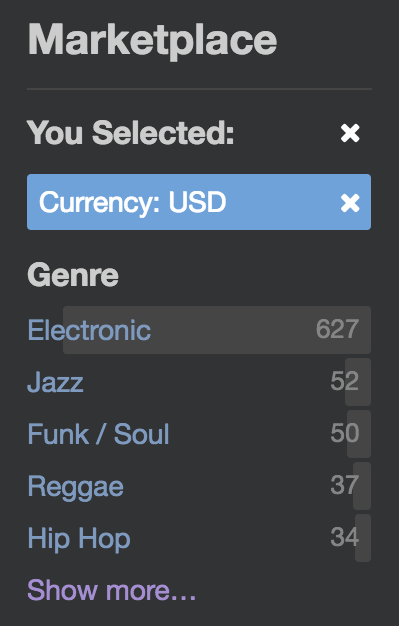 Marketplace
You Selected: ✖
Currency: USD ✖
Genre
Electronic 627
Jazz 52
Funk / Soul 50
Reggae 37
Hip Hop 34
Show more…